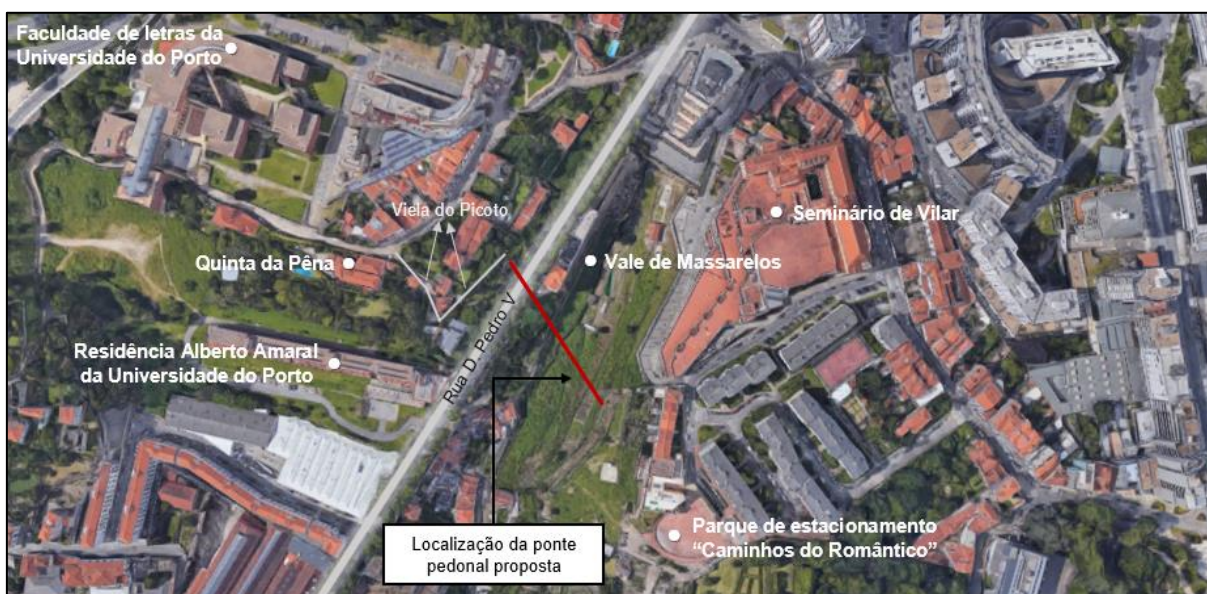 Faculdade de letras da
Universidade do Porto
Viela do Picoto
Seminário de Vilar
Quinta da Pêna
Vale de Massarelos
Rua D. Pedro V
Residência Alberto Amaral
da Universidade do Porto
Localização da ponte
pedonal proposta
Parque de estacionamento
“Caminhos do Romântico”